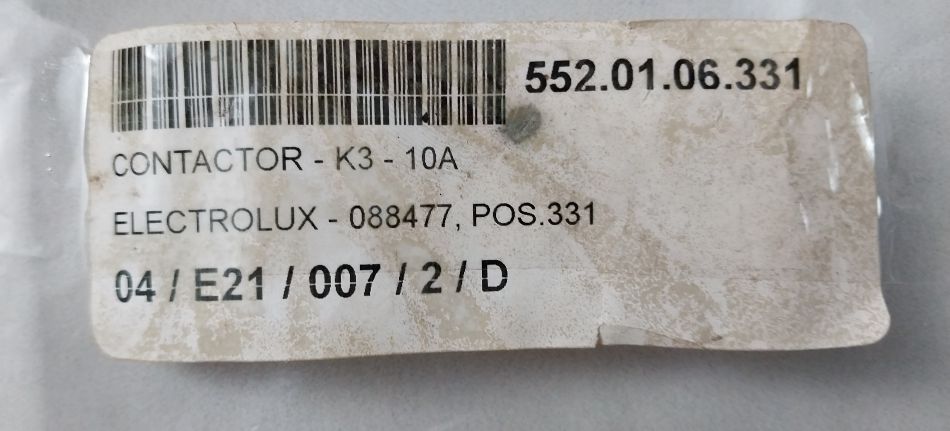 552.01.06.331
CONTACTOR - K3 - 10A
ELECTROLUX - 088477, POS.331
04 / E21 / 007 / 2 / D